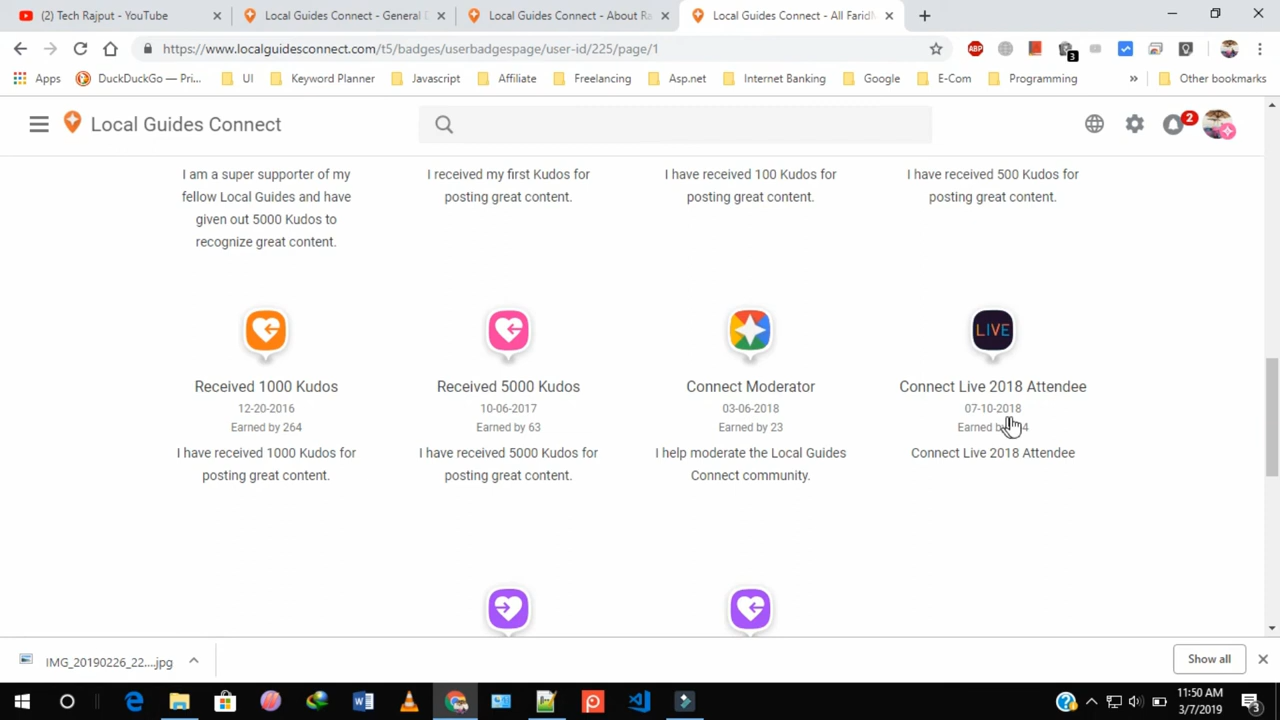 (2) Tech Rajput - YouTube
Local Guides Connect - General D
Local Guides Connect - About Ra
Local Guides Connect - All FaridM
https://www.localguidesconnect.com/t5/badges/userbadgespage/user-id/225/page/1
ABP
3
Apps
DuckDuckGo — Pri...
UI
Keyword Planner
Javascript
Affiliate
Freelancing
Asp.net
Internet Banking
Google
E-Com
Programming
»
Other bookmarks
Local Guides Connect
2
I am a super supporter of my
fellow Local Guides and have
given out 5000 Kudos to
recognize great content.
I received my first Kudos for
posting great content.
I have received 100 Kudos for
posting great content.
I have received 500 Kudos for
posting great content.
Received 1000 Kudos
12-20-2016
Earned by 264
I have received 1000 Kudos for
posting great content.
Received 5000 Kudos
10-06-2017
Earned by 63
I have received 5000 Kudos for
posting great content.
Connect Moderator
03-06-2018
Earned by 23
I help moderate the Local Guides
Connect community.
LIVE
Connect Live 2018 Attendee
07-10-2018
Earned
Connect Live 2018 Attendee
IMG_20190226_22....jpg
Show all
11:50 AM
3/7/2019
3